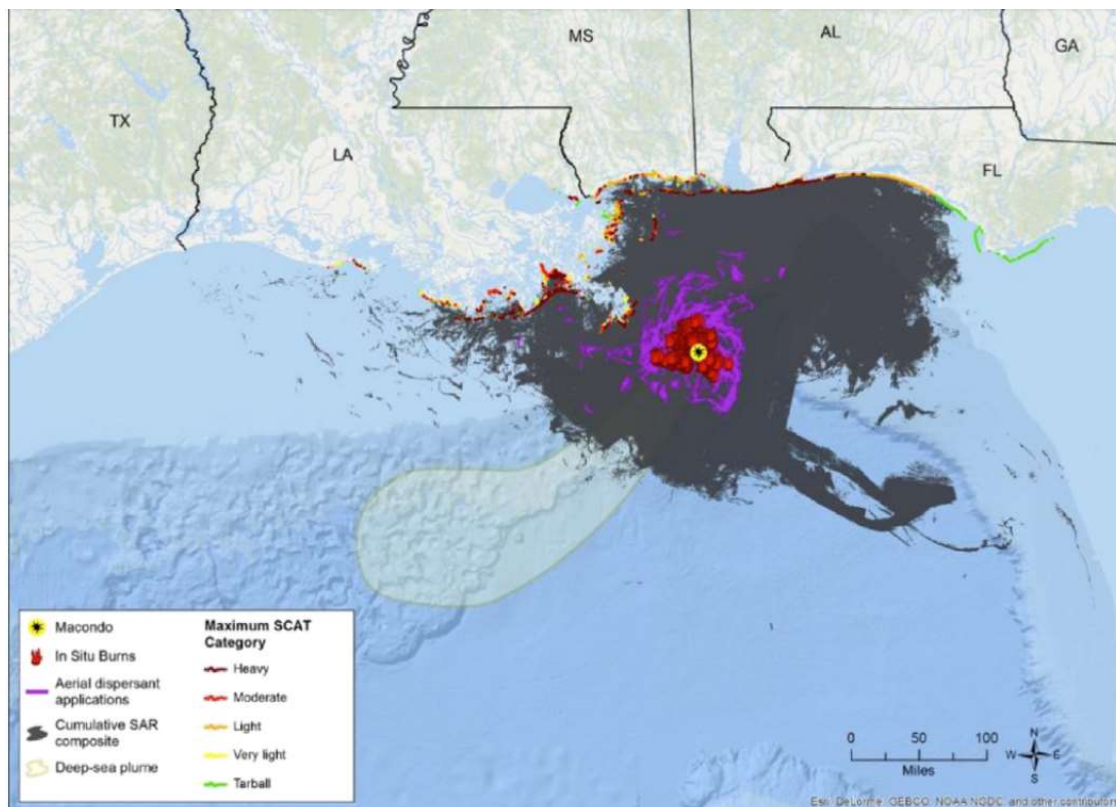 MS
AL
GA
TX
LA
FL
Macondo
In Situ Burns
Aerial dispersant
applications
Cumulative SAR
composite
Deep-sea plume
Maximum SCAT
Category
Heavy
Moderate
Light
Very light
Tarball
0 50 100
Miles
N
W E
S
Esri, DeLorme, GEBCO, NOAA NGDC, and other contributors